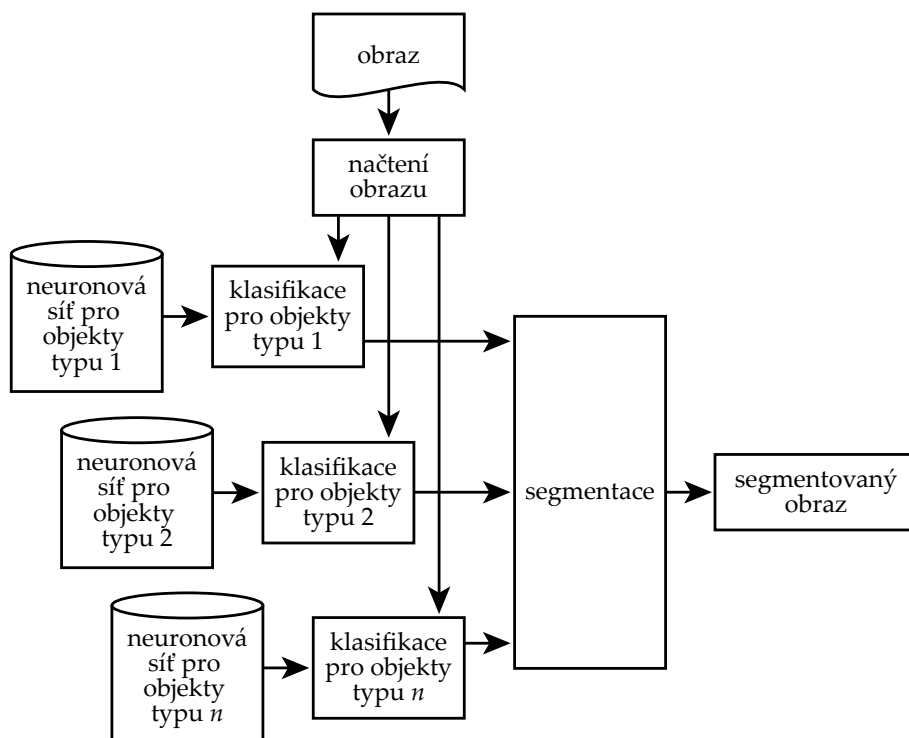 obraz
načtení
obrazu
neuronová
síť pro
objekty
typu 1
klasifikace
pro objekty
typu 1
neuronová
síť pro
objekty
typu 2
klasifikace
pro objekty
typu 2
neuronová
síť pro
objekty
typu n
klasifikace
pro objekty
typu n
segmentace
segmentovaný
obraz